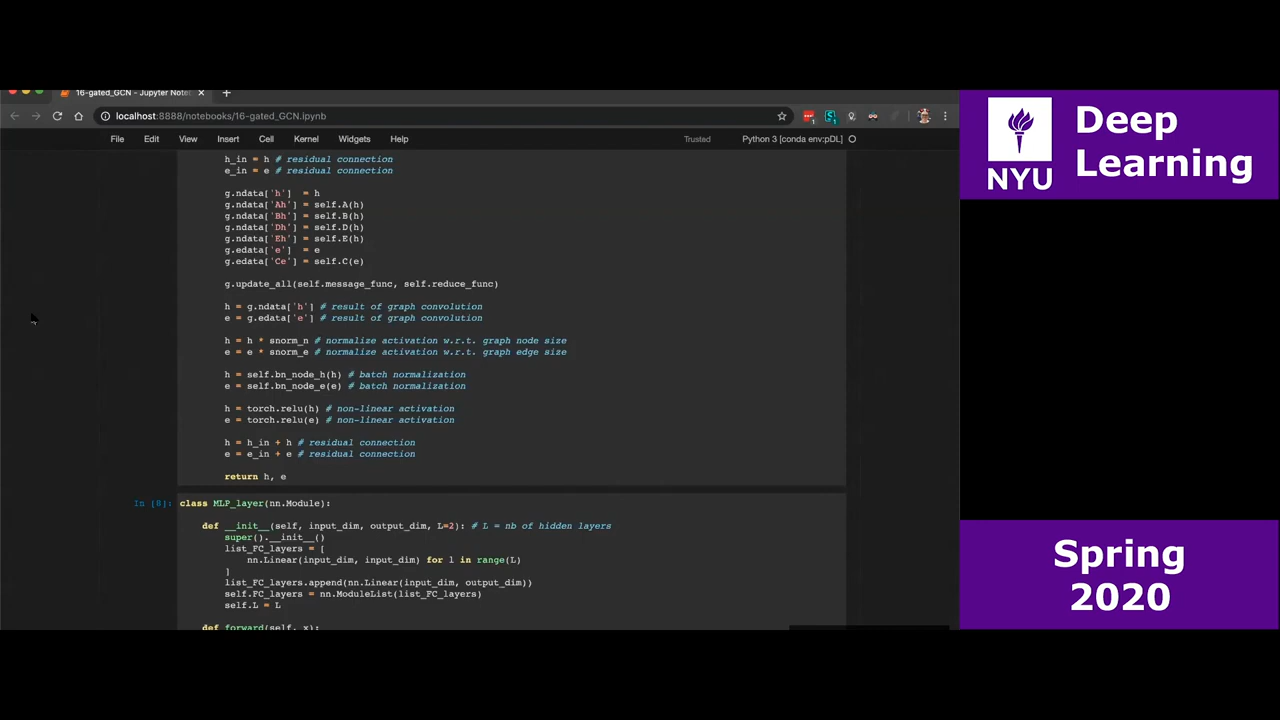 16-gated_GCN - Jupyter Note
localhost:8888/notebooks/16-gated_GCN.ipynb
File Edit View Insert Cell Kernel Widgets Help Trusted Python 3 [conda env:pDL]
h_in = h # residual connection
e_in = e # residual connection
g.ndata['h'] = h
g.ndata['Ah'] = self.A(h)
g.ndata['Bh'] = self.B(h)
g.ndata['Dh'] = self.D(h)
g.ndata['Eh'] = self.E(h)
g.edata['e'] = e
g.edata['Ce'] = self.C(e)
g.update_all(self.message_func, self.reduce_func)
h = g.ndata['h'] # result of graph convolution
e = g.edata['e'] # result of graph convolution
h = h * snorm_n # normalize activation w.r.t. graph node size
e = e * snorm_e # normalize activation w.r.t. graph edge size
h = self.bn_node_h(h) # batch normalization
e = self.bn_node_e(e) # batch normalization
h = torch.relu(h) # non-linear activation
e = torch.relu(e) # non-linear activation
h = h_in + h # residual connection
e = e_in + e # residual connection
return h, e
In [8]: class MLP_layer(nn.Module):
def __init__(self, input_dim, output_dim, L=2): # L = nb of hidden layers
super().__init__()
list_FC_layers = [
nn.Linear(input_dim, input_dim) for l in range(L)
]
list_FC_layers.append(nn.Linear(input_dim, output_dim))
self.FC_layers = nn.ModuleList(list_FC_layers)
self.L = L
def forward(self, x):
NYU
Deep
Learning
Spring
2020